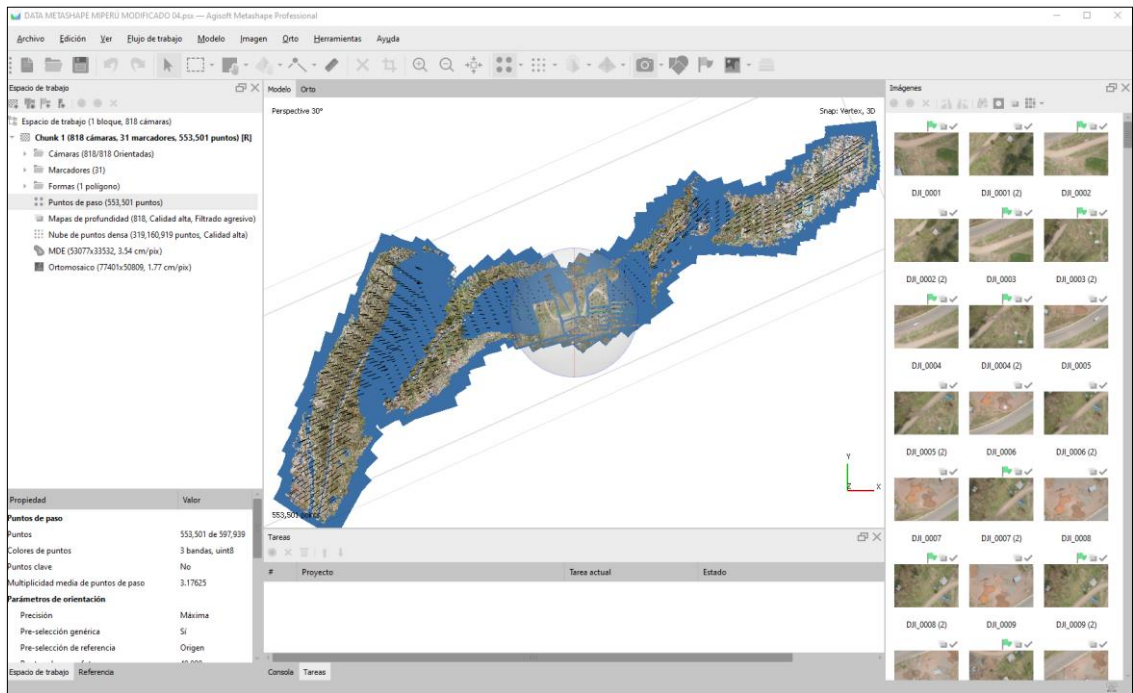 DATA METASHAPE MIPERÚ MODIFICADO 04.psx — Agisoft Metashape Professional
Archivo Edición Ver Flujo de trabajo Modelo Imagen Orto Herramientas Ayuda
Espacio de trabajo
Espacio de trabajo (1 bloque, 818 cámaras)
Chunk 1 (818 cámaras, 31 marcadores, 553,501 puntos) [R]
Cámaras (818/818 Orientadas)
Marcadores (31)
Formas (1 polígono)
Puntos de paso (553,501 puntos)
Mapas de profundidad (818, Calidad alta, Filtrado agresivo)
Nube de puntos densa (319,160,919 puntos, Calidad alta)
MDE (53077x33532, 3.54 cm/pix)
Ortomosaico (77401x50809, 1.77 cm/pix)
Propiedad Valor
Puntos de paso
Puntos 553,501 de 597,939
Colores de puntos 3 bandas, uint8
Puntos clave No
Multiplicidad media de puntos de paso 3.17625
Parámetros de orientación
Precisión Máxima
Pre-selección genérica Sí
Pre-selección de referencia Origen
Espacio de trabajo Referencia
Modelo Orto
Perspective 30°
Snap: Vertex, 3D
Y
Z
X
553,501
Tareas
# Proyecto Tarea actual Estado
Consola Tareas
Imágenes
DJI_0001 DJI_0001 (2) DJI_0002
DJI_0002 (2) DJI_0003 DJI_0003 (2)
DJI_0004 DJI_0004 (2) DJI_0005
DJI_0005 (2) DJI_0006 DJI_0006 (2)
DJI_0007 DJI_0007 (2) DJI_0008
DJI_0008 (2) DJI_0009 DJI_0009 (2)